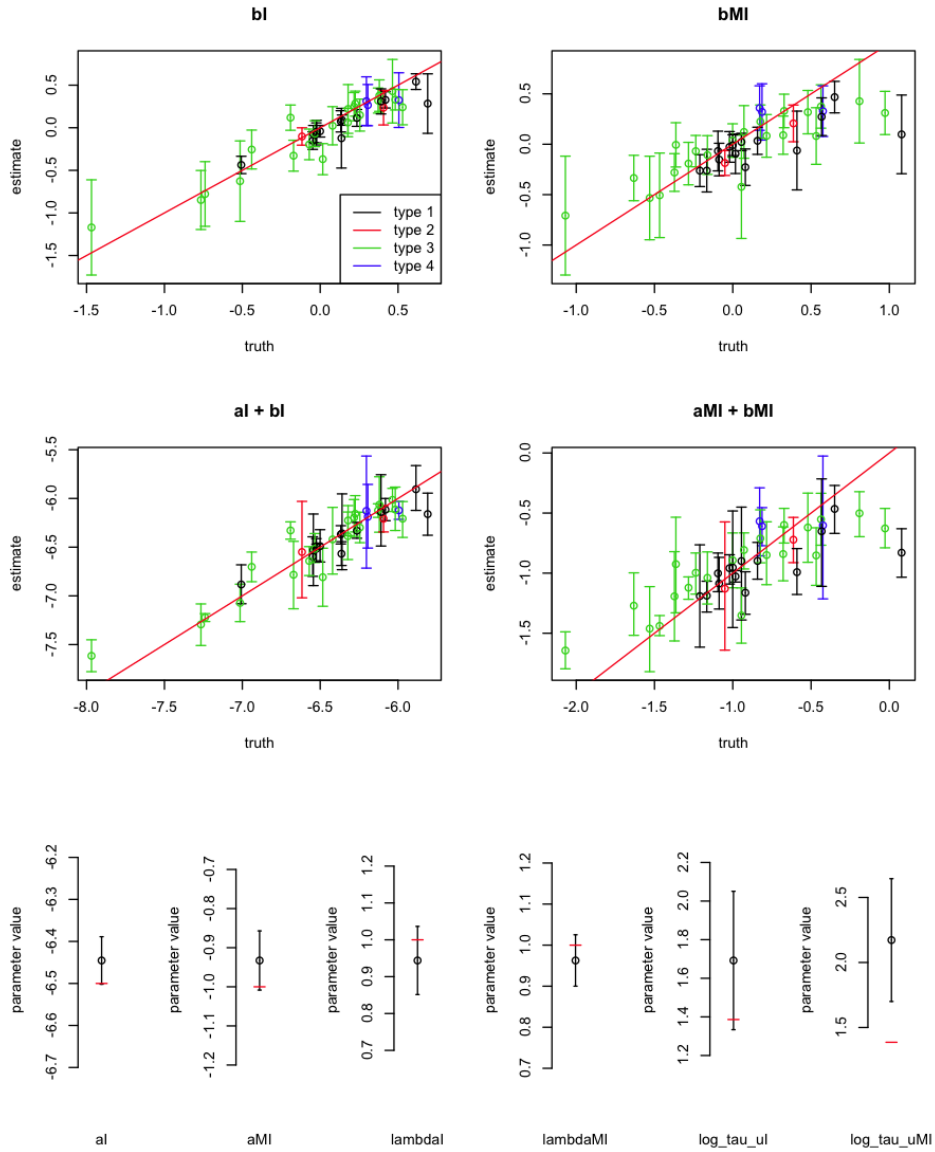 bI
bMI
estimate
0.5
0.0
-0.5
-1.0
-1.5
type 1
type 2
type 3
type 4
-1.5
-1.0
-0.5
0.0
0.5
truth
estimate
0.5
0.0
-0.5
-1.0
-1.0
-0.5
0.0
0.5
1.0
truth
aI + bI
aMI + bMI
estimate
-5.5
-6.0
-6.5
-7.0
-7.5
-8.0
-7.5
-7.0
-6.5
-6.0
truth
estimate
0.0
-0.5
-1.0
-1.5
-2.0
-1.5
-1.0
-0.5
0.0
truth
parameter value
-6.2
-6.3
-6.4
-6.5
-6.6
-6.7
aI
parameter value
-0.7
-0.8
-0.9
-1.0
-1.1
-1.2
aMI
parameter value
1.2
1.1
1.0
0.9
0.8
0.7
lambdaI
parameter value
1.2
1.1
1.0
0.9
0.8
0.7
lambdaMI
parameter value
2.2
2.0
1.8
1.6
1.4
1.2
log_tau_uI
parameter value
2.5
2.0
1.5
log_tau_uMI